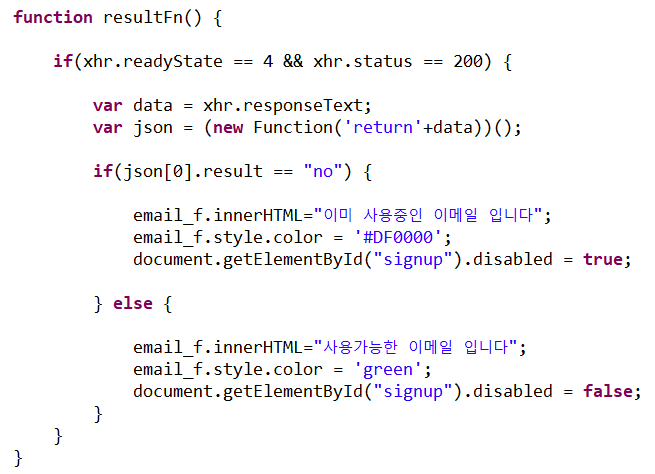 function resultFn() {
if(xhr.readyState == 4 && xhr.status == 200) {
var data = xhr.responseText;
var json = (new Function('return'+data))();
if(json[0].result == "no") {
email_f.innerHTML="이미 사용중인 이메일 입니다";
email_f.style.color = '#DF0000';
document.getElementById("signup").disabled = true;
} else {
email_f.innerHTML="사용가능한 이메일 입니다";
email_f.style.color = 'green';
document.getElementById("signup").disabled = false;
}
}
}